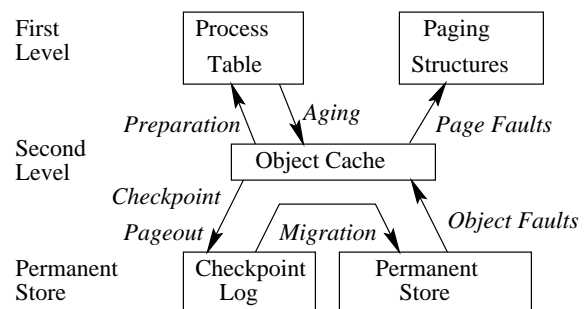 First
Level
Process
Table
Paging
Structures
Preparation
Aging
Page Faults
Second
Level
Object Cache
Checkpoint
Pageout
Migration
Object Faults
Permanent
Store
Checkpoint
Log
Permanent
Store